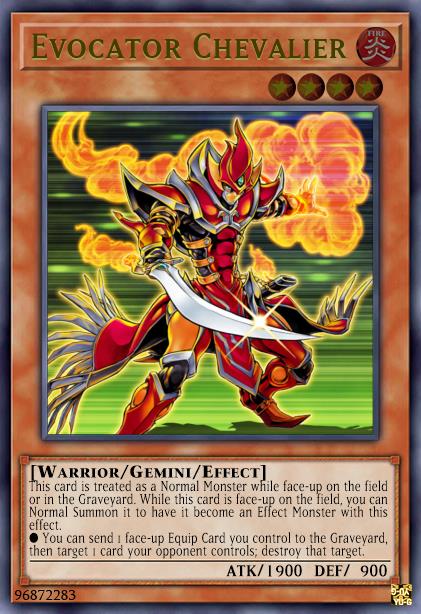 EVOCATOR CHEVALIER
FIRE
炎
[WARRIOR/GEMINI/EFFECT]
This card is treated as a Normal Monster while face-up on the field
or in the Graveyard. While this card is face-up on the field, you can
Normal Summon it to have it become an Effect Monster with this
effect.
● You can send 1 face-up Equip Card you control to the Graveyard,
then target 1 card your opponent controls; destroy that target.
ATK/1900 DEF/ 900
96872283